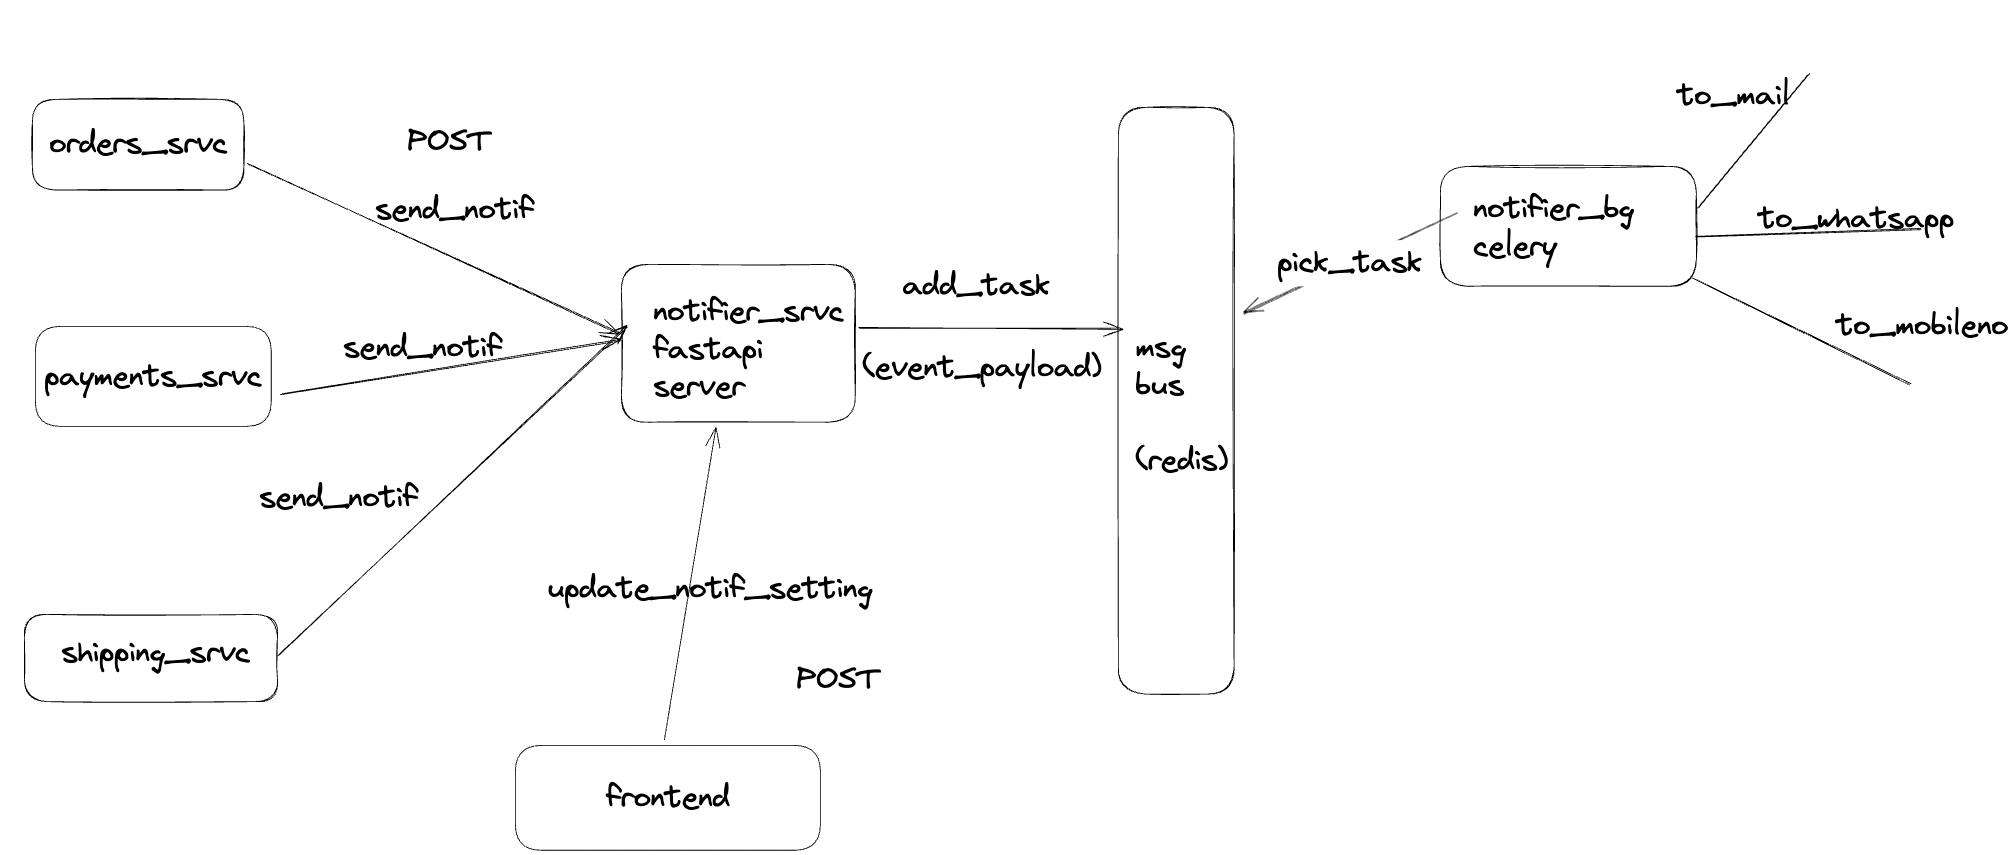 orders_srvc
POST
send_notif
payments_srvc
send_notif
send_notif
shipping_srvc
notifier_srvc
fastapi
server
update_notif_setting
POST
frontend
add_task
(event_payload)
msg
bus
(redis)
pick_task
notifier_bg
celery
to_mail
to_whatsapp
to_mobileno